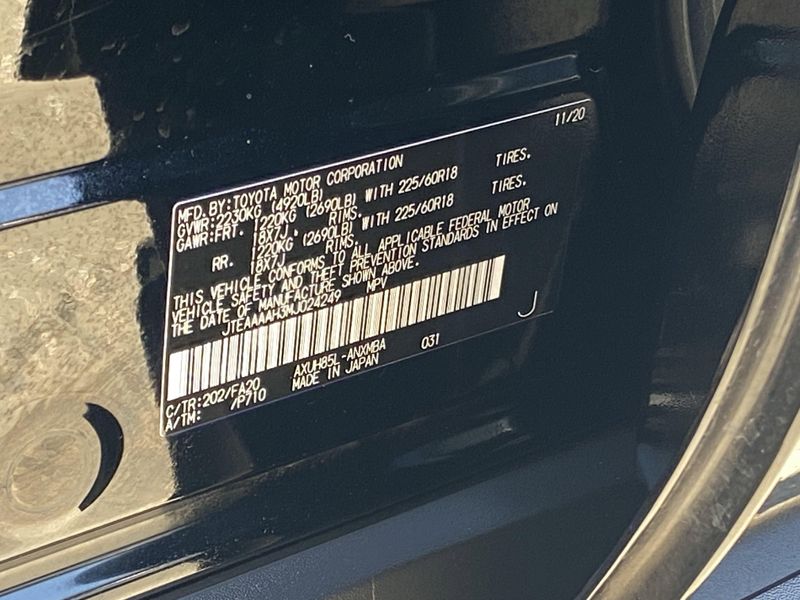 11/20
MFD.BY:TOYOTA MOTOR CORPORATION
GVWR:2230KG (4920LB)
GAWR:FRT. 1220KG (2690LB) WITH 225/60R18 TIRES.
18X7J RIMS.
RR. 1220KG (2690LB) WITH 225/60R18 TIRES.
18X7J RIMS.
THIS VEHICLE CONFORMS TO ALL APPLICABLE FEDERAL MOTOR
VEHICLE SAFETY AND THEFT PREVENTION STANDARDS IN EFFECT ON
THE DATE OF MANUFACTURE SHOWN ABOVE.
JTEAAAAH3MJ024249 MPV
J
C/TR:202/FA20 AXUH85L-ANXMBA 031
A/TM: /P710 MADE IN JAPAN